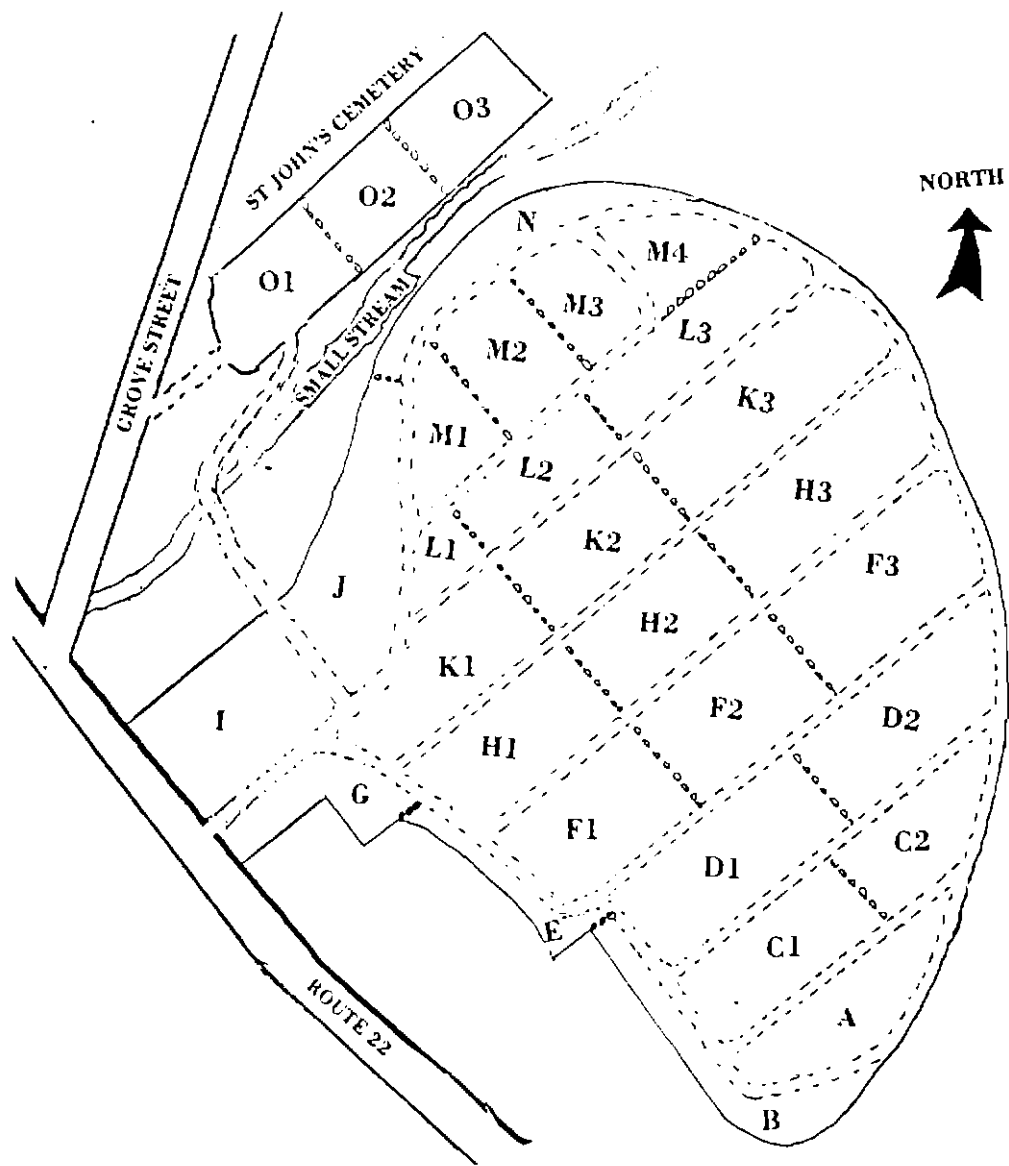 ST JOHN'S CEMETERY
O3
O2
O1
NORTH
GROVE STREET
SMALL STREAM
N
M4
M3
L3
M2
K3
M1
L2
H3
L1
K2
F3
J
H2
K1
F2
D2
I
H1
G
F1
C2
D1
E
C1
A
ROUTE 22
B